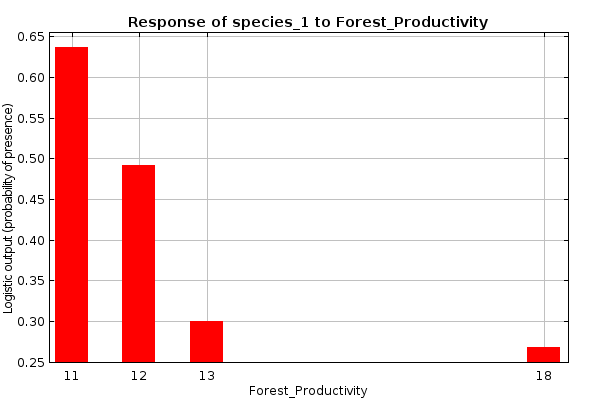 Response of species_1 to Forest_Productivity
Logistic output (probability of presence)
0.65
0.60
0.55
0.50
0.45
0.40
0.35
0.30
0.25
11 12 13 18
Forest_Productivity